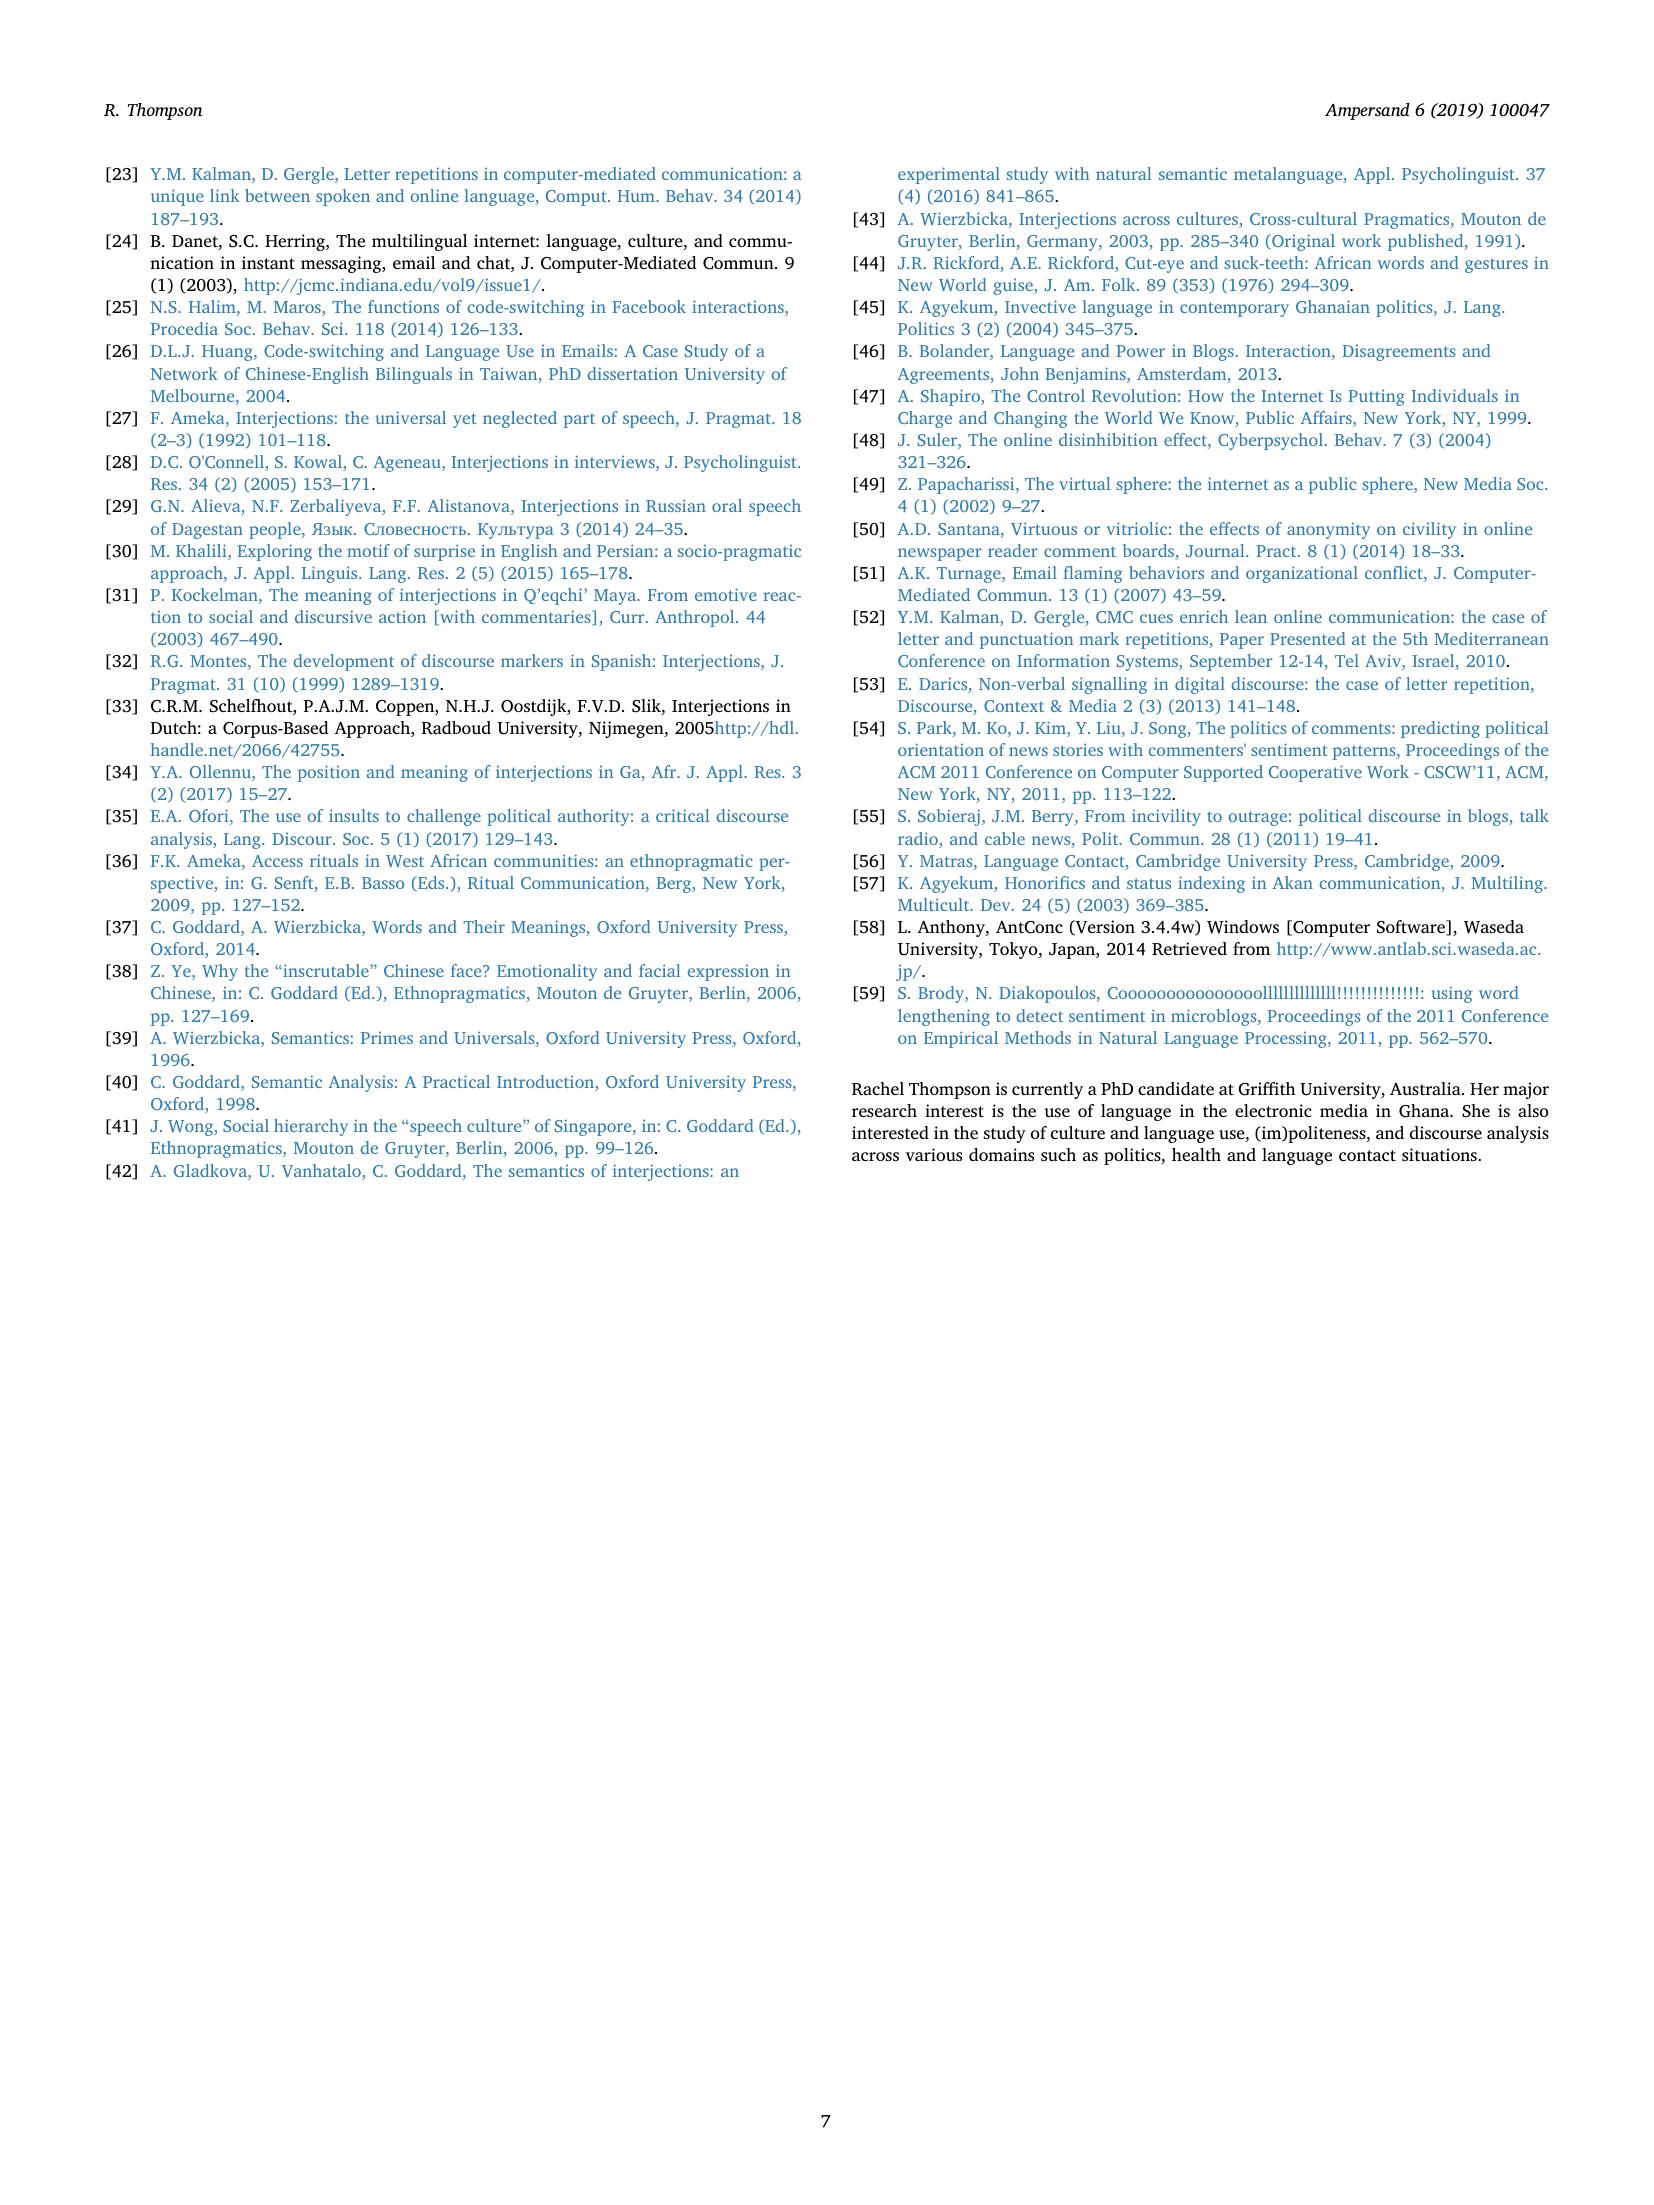 R. Thompson
Ampersand 6 (2019) 100047
[23] Y.M. Kalman, D. Gergle, Letter repetitions in computer-mediated communication: a
unique link between spoken and online language, Comput. Hum. Behav. 34 (2014)
187–193.
[24] B. Danet, S.C. Herring, The multilingual internet: language, culture, and commu-
nication in instant messaging, email and chat, J. Computer-Mediated Commun. 9
(1) (2003), http://jcmc.indiana.edu/vol9/issue1/.
[25] N.S. Halim, M. Maros, The functions of code-switching in Facebook interactions,
Procedia Soc. Behav. Sci. 118 (2014) 126–133.
[26] D.L.J. Huang, Code-switching and Language Use in Emails: A Case Study of a
Network of Chinese-English Bilinguals in Taiwan, PhD dissertation University of
Melbourne, 2004.
[27] F. Ameka, Interjections: the universal yet neglected part of speech, J. Pragmat. 18
(2–3) (1992) 101–118.
[28] D.C. O'Connell, S. Kowal, C. Ageneau, Interjections in interviews, J. Psycholinguist.
Res. 34 (2) (2005) 153–171.
[29] G.N. Alieva, N.F. Zerbaliyeva, F.F. Alistanova, Interjections in Russian oral speech
of Dagestan people, Язык. Словесность. Культура 3 (2014) 24–35.
[30] M. Khalili, Exploring the motif of surprise in English and Persian: a socio-pragmatic
approach, J. Appl. Linguis. Lang. Res. 2 (5) (2015) 165–178.
[31] P. Kockelman, The meaning of interjections in Q’eqchi’ Maya. From emotive reac-
tion to social and discursive action [with commentaries], Curr. Anthropol. 44
(2003) 467–490.
[32] R.G. Montes, The development of discourse markers in Spanish: Interjections, J.
Pragmat. 31 (10) (1999) 1289–1319.
[33] C.R.M. Schelfhout, P.A.J.M. Coppen, N.H.J. Oostdijk, F.V.D. Slik, Interjections in
Dutch: a Corpus-Based Approach, Radboud University, Nijmegen, 2005http://hdl.
handle.net/2066/42755.
[34] Y.A. Ollennu, The position and meaning of interjections in Ga, Afr. J. Appl. Res. 3
(2) (2017) 15–27.
[35] E.A. Ofori, The use of insults to challenge political authority: a critical discourse
analysis, Lang. Discour. Soc. 5 (1) (2017) 129–143.
[36] F.K. Ameka, Access rituals in West African communities: an ethnopragmatic per-
spective, in: G. Senft, E.B. Basso (Eds.), Ritual Communication, Berg, New York,
2009, pp. 127–152.
[37] C. Goddard, A. Wierzbicka, Words and Their Meanings, Oxford University Press,
Oxford, 2014.
[38] Z. Ye, Why the “inscrutable” Chinese face? Emotionality and facial expression in
Chinese, in: C. Goddard (Ed.), Ethnopragmatics, Mouton de Gruyter, Berlin, 2006,
pp. 127–169.
[39] A. Wierzbicka, Semantics: Primes and Universals, Oxford University Press, Oxford,
1996.
[40] C. Goddard, Semantic Analysis: A Practical Introduction, Oxford University Press,
Oxford, 1998.
[41] J. Wong, Social hierarchy in the “speech culture” of Singapore, in: C. Goddard (Ed.),
Ethnopragmatics, Mouton de Gruyter, Berlin, 2006, pp. 99–126.
[42] A. Gladkova, U. Vanhatalo, C. Goddard, The semantics of interjections: an
experimental study with natural semantic metalanguage, Appl. Psycholinguist. 37
(4) (2016) 841–865.
[43] A. Wierzbicka, Interjections across cultures, Cross-cultural Pragmatics, Mouton de
Gruyter, Berlin, Germany, 2003, pp. 285–340 (Original work published, 1991).
[44] J.R. Rickford, A.E. Rickford, Cut-eye and suck-teeth: African words and gestures in
New World guise, J. Am. Folk. 89 (353) (1976) 294–309.
[45] K. Agyekum, Invective language in contemporary Ghanaian politics, J. Lang.
Politics 3 (2) (2004) 345–375.
[46] B. Bolander, Language and Power in Blogs. Interaction, Disagreements and
Agreements, John Benjamins, Amsterdam, 2013.
[47] A. Shapiro, The Control Revolution: How the Internet Is Putting Individuals in
Charge and Changing the World We Know, Public Affairs, New York, NY, 1999.
[48] J. Suler, The online disinhibition effect, Cyberpsychol. Behav. 7 (3) (2004)
321–326.
[49] Z. Papacharissi, The virtual sphere: the internet as a public sphere, New Media Soc.
4 (1) (2002) 9–27.
[50] A.D. Santana, Virtuous or vitriolic: the effects of anonymity on civility in online
newspaper reader comment boards, Journal. Pract. 8 (1) (2014) 18–33.
[51] A.K. Turnage, Email flaming behaviors and organizational conflict, J. Computer-
Mediated Commun. 13 (1) (2007) 43–59.
[52] Y.M. Kalman, D. Gergle, CMC cues enrich lean online communication: the case of
letter and punctuation mark repetitions, Paper Presented at the 5th Mediterranean
Conference on Information Systems, September 12-14, Tel Aviv, Israel, 2010.
[53] E. Darics, Non-verbal signalling in digital discourse: the case of letter repetition,
Discourse, Context & Media 2 (3) (2013) 141–148.
[54] S. Park, M. Ko, J. Kim, Y. Liu, J. Song, The politics of comments: predicting political
orientation of news stories with commenters' sentiment patterns, Proceedings of the
ACM 2011 Conference on Computer Supported Cooperative Work - CSCW’11, ACM,
New York, NY, 2011, pp. 113–122.
[55] S. Sobieraj, J.M. Berry, From incivility to outrage: political discourse in blogs, talk
radio, and cable news, Polit. Commun. 28 (1) (2011) 19–41.
[56] Y. Matras, Language Contact, Cambridge University Press, Cambridge, 2009.
[57] K. Agyekum, Honorifics and status indexing in Akan communication, J. Multiling.
Multicult. Dev. 24 (5) (2003) 369–385.
[58] L. Anthony, AntConc (Version 3.4.4w) Windows [Computer Software], Waseda
University, Tokyo, Japan, 2014 Retrieved from http://www.antlab.sci.waseda.ac.
jp/.
[59] S. Brody, N. Diakopoulos, Cooooooooooooooollllllllllllll!!!!!!!!!!!!!!: using word
lengthening to detect sentiment in microblogs, Proceedings of the 2011 Conference
on Empirical Methods in Natural Language Processing, 2011, pp. 562–570.
Rachel Thompson is currently a PhD candidate at Griffith University, Australia. Her major
research interest is the use of language in the electronic media in Ghana. She is also
interested in the study of culture and language use, (im)politeness, and discourse analysis
across various domains such as politics, health and language contact situations.
7